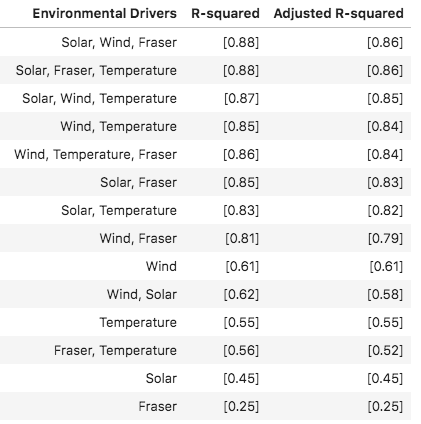 Environmental Drivers R-squared Adjusted R-squared
Solar, Wind, Fraser [0.88] [0.86]
Solar, Fraser, Temperature [0.88] [0.86]
Solar, Wind, Temperature [0.87] [0.85]
Wind, Temperature [0.85] [0.84]
Wind, Temperature, Fraser [0.86] [0.84]
Solar, Fraser [0.85] [0.83]
Solar, Temperature [0.83] [0.82]
Wind, Fraser [0.81] [0.79]
Wind [0.61] [0.61]
Wind, Solar [0.62] [0.58]
Temperature [0.55] [0.55]
Fraser, Temperature [0.56] [0.52]
Solar [0.45] [0.45]
Fraser [0.25] [0.25]